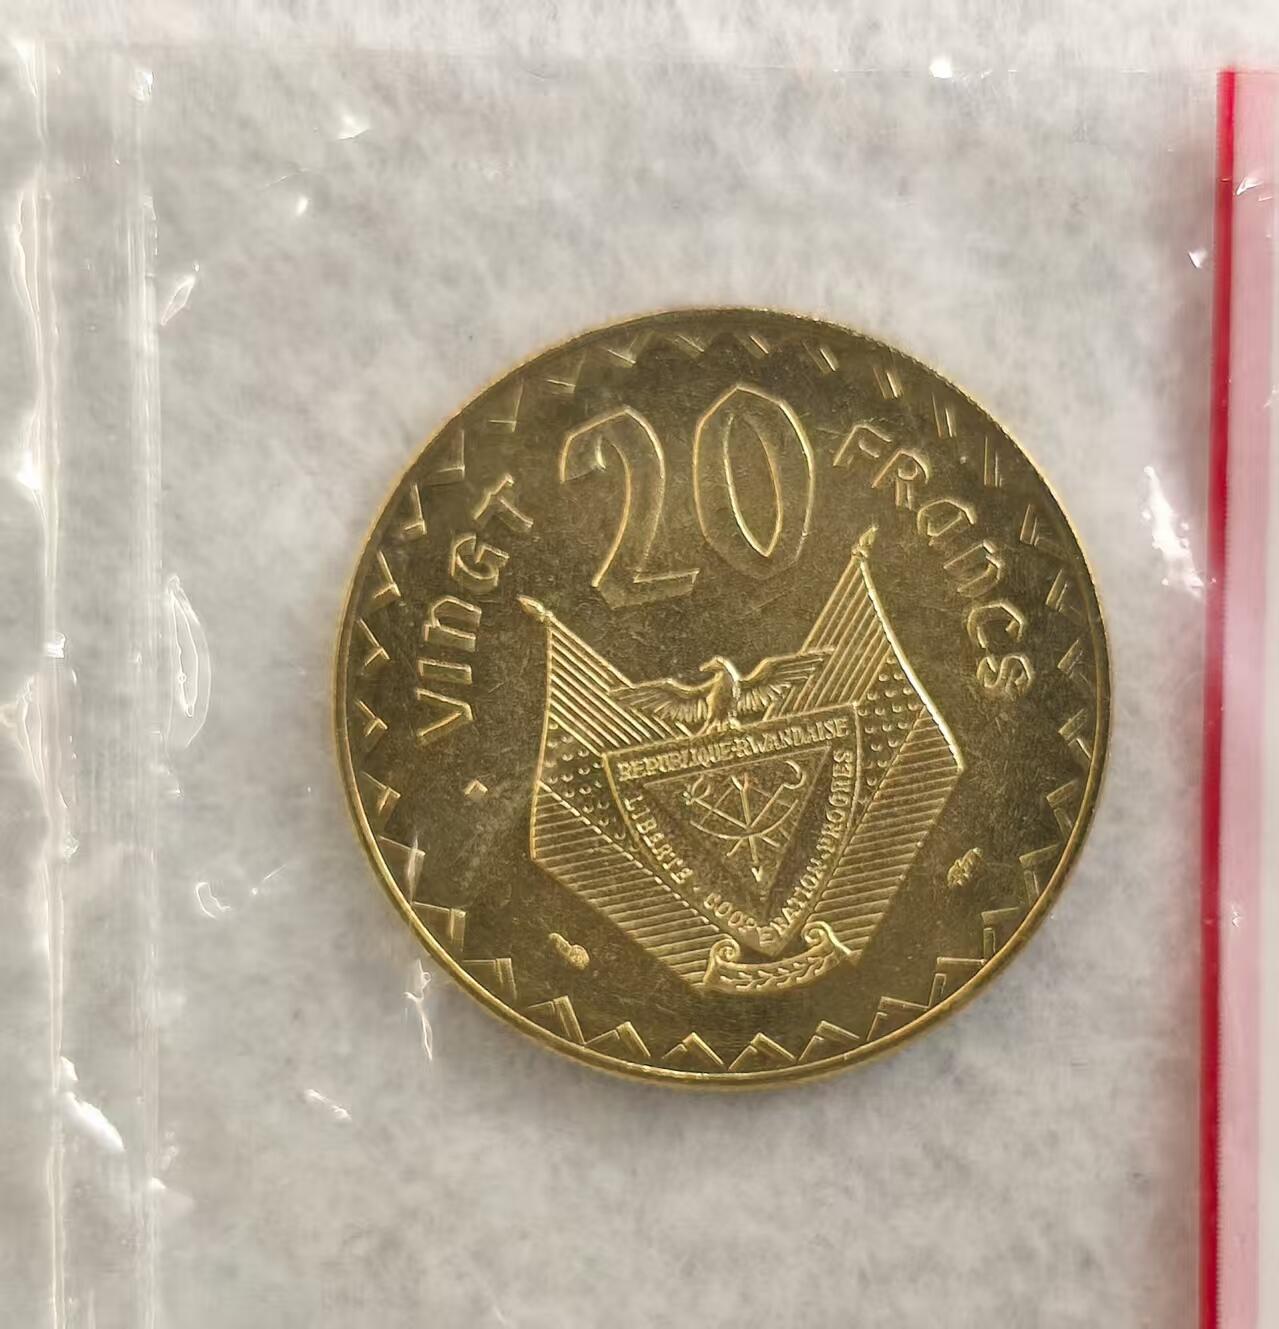 VINGT
20
FRANCS
REPUBLIQUE RWANDAISE
LIBERTE . COOPERATION . PROGRES